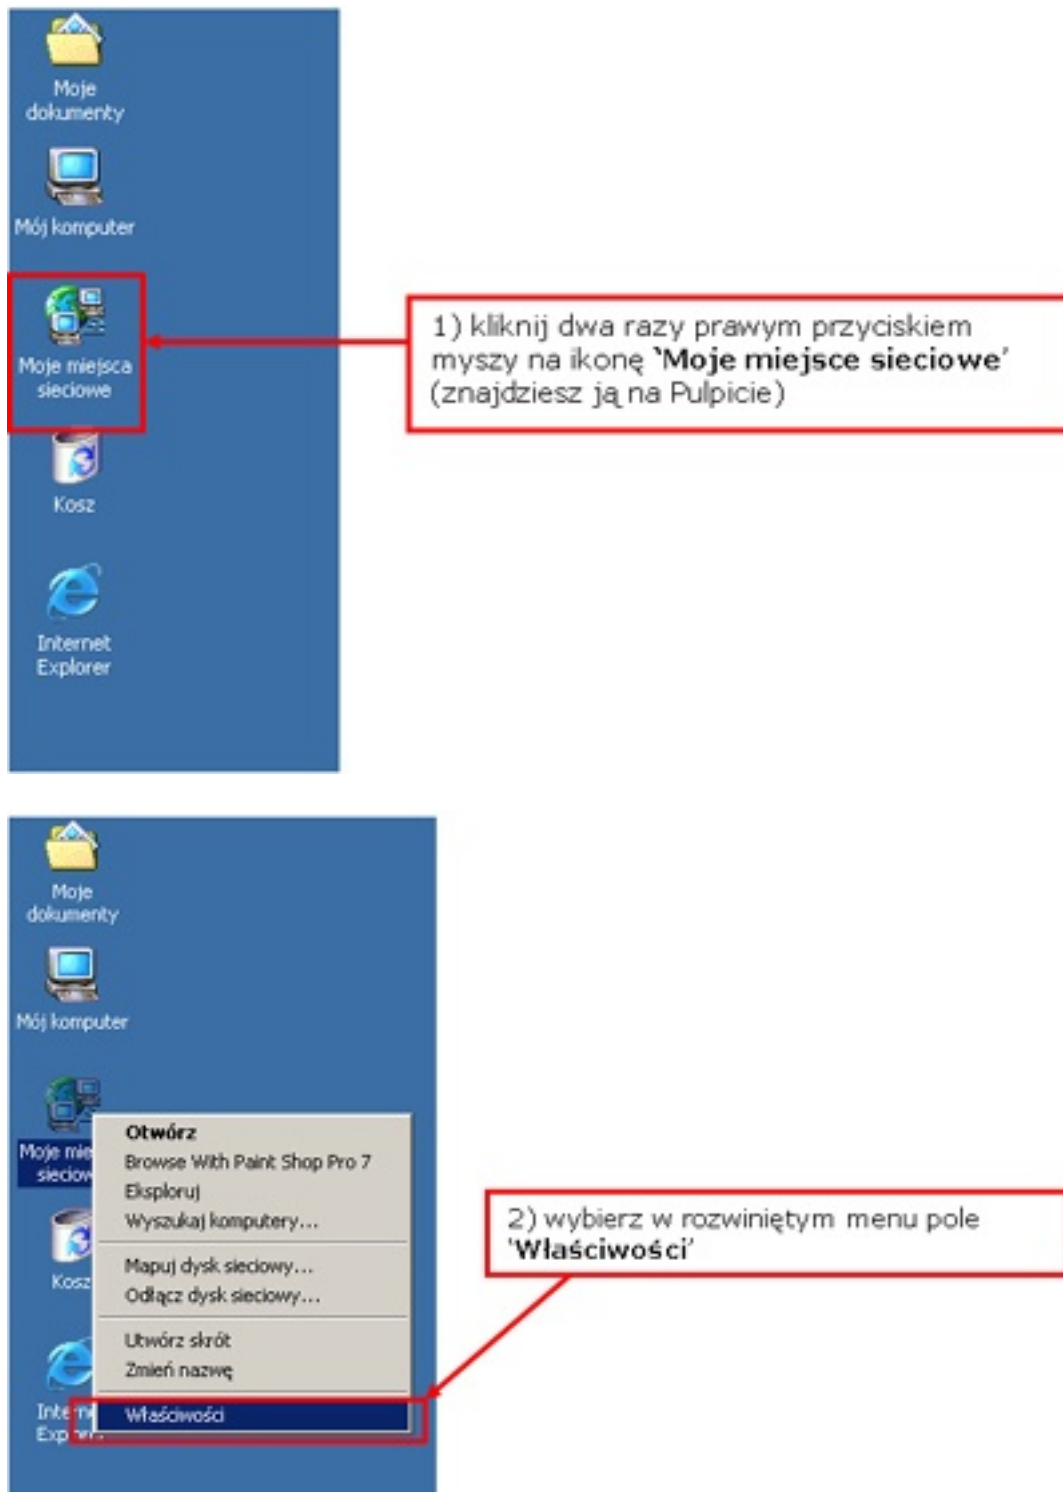 Moje
dokumenty
Mój komputer
Moje miejsca
sieciowe
Kosz
Internet
Explorer
1) kliknij dwa razy prawym przyciskiem
myszy na ikonę 'Moje miejsce sieciowe'
(znajdziesz ją na Pulpicie)
Moje
dokumenty
Mój komputer
Moje
Kosz
Otwórz
Browse With Paint Shop Pro 7
Eksploruj
Wyszukaj komputery...
Mapuj dysk sieciowy...
Odłącz dysk sieciowy...
Utwórz skrót
Zmień nazwę
Właściwości
2) wybierz w rozwiniętym menu pole
'Właściwości'